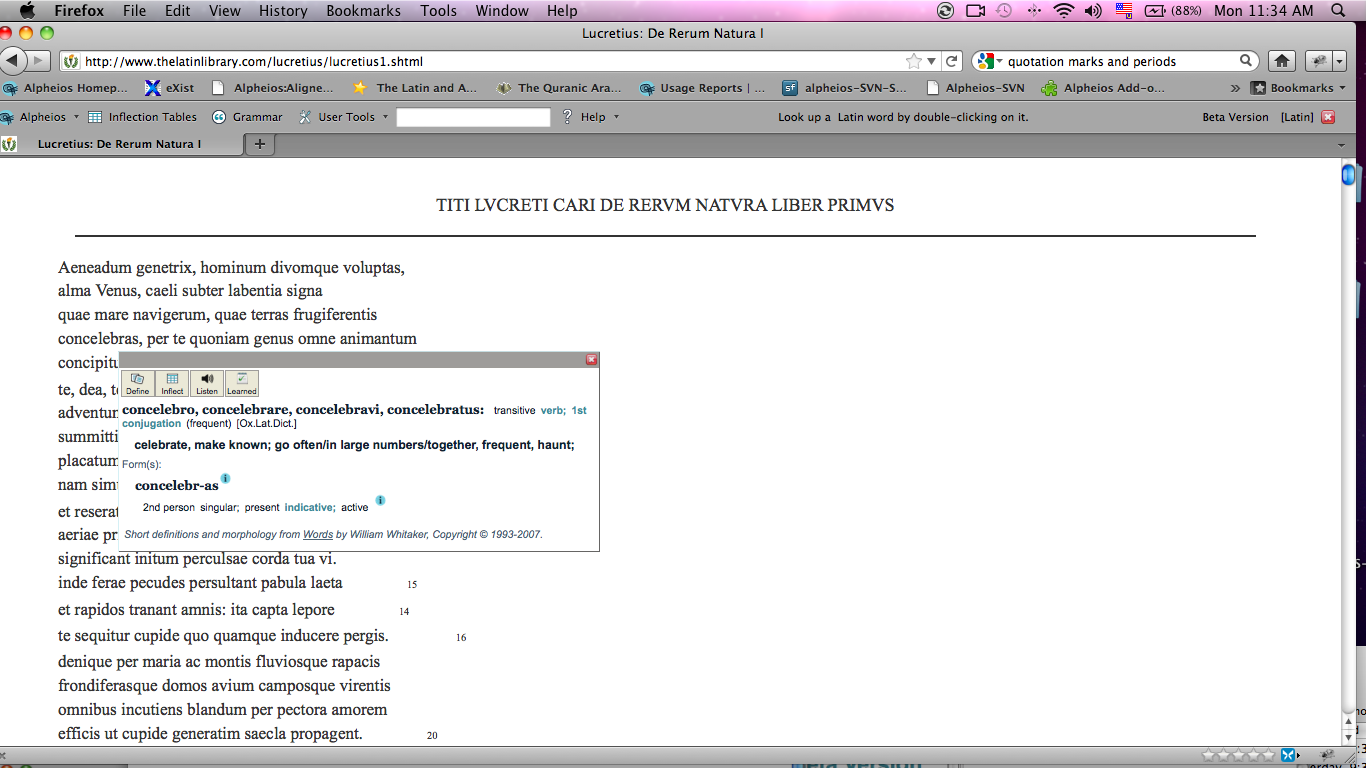 Firefox File Edit View History Bookmarks Tools Window Help (88%) Mon 11:34 AM
Lucretius: De Rerum Natura I
http://www.thelatinlibrary.com/lucretius/lucretius1.shtml quotation marks and periods
Alpheios Homep... eXist Alpheios:Aligne... The Latin and A... The Quranic Ara... Usage Reports | ... sf alpheios-SVN-S... Alpheios-SVN Alpheios Add-o... » Bookmarks
Alpheios Inflection Tables Grammar User Tools ? Help Look up a Latin word by double-clicking on it. Beta Version [Latin]
Lucretius: De Rerum Natura I +
TITI LVCRETI CARI DE RERVM NATVRA LIBER PRIMVS
Aeneadum genetrix, hominum divomque voluptas,
alma Venus, caeli subter labentia signa
quae mare navigerum, quae terras frugiferentis
concelebras, per te quoniam genus omne animantum
concipitu
te, dea, t
adventu
summitti
placatum
nam sim
et reserat
aeriae pr
Define Inflect Listen Learned
concelebro, concelebrare, concelebravi, concelebratus: transitive verb; 1st
conjugation (frequent) [Ox.Lat.Dict.]
celebrate, make known; go often/in large numbers/together, frequent, haunt;
Form(s):
concelebr-as i
2nd person singular; present indicative; active i
Short definitions and morphology from Words by William Whitaker, Copyright © 1993-2007.
significant initum perculsae corda tua vi.
inde ferae pecudes persultant pabula laeta 15
et rapidos tranant amnis: ita capta lepore 14
te sequitur cupide quo quamque inducere pergis. 16
denique per maria ac montis fluviosque rapacis
frondiferasque domos avium camposque virentis
omnibus incutiens blandum per pectora amorem
efficis ut cupide generatim saecla propagent. 20